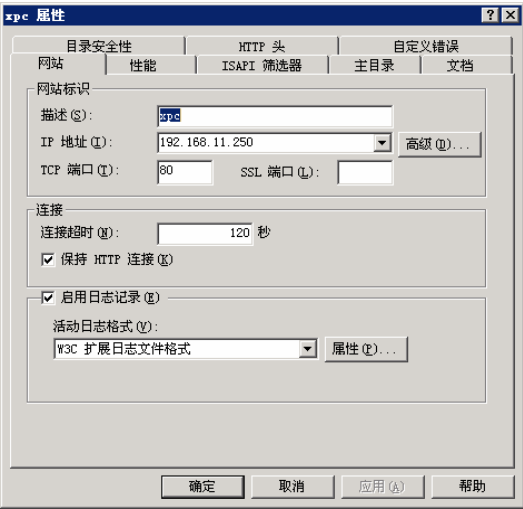 xpc 属性
目录安全性 HTTP 头 自定义错误
网站 性能 ISAPI 筛选器 主目录 文档
网站标识
描述(S): xpc
IP 地址(I): 192.168.11.250 高级(D)...
TCP 端口(T): 80 SSL 端口(L):
连接
连接超时(N): 120 秒
保持 HTTP 连接(K)
启用日志记录(E)
活动日志格式(V):
W3C 扩展日志文件格式 属性(P)...
确定 取消 应用(A) 帮助